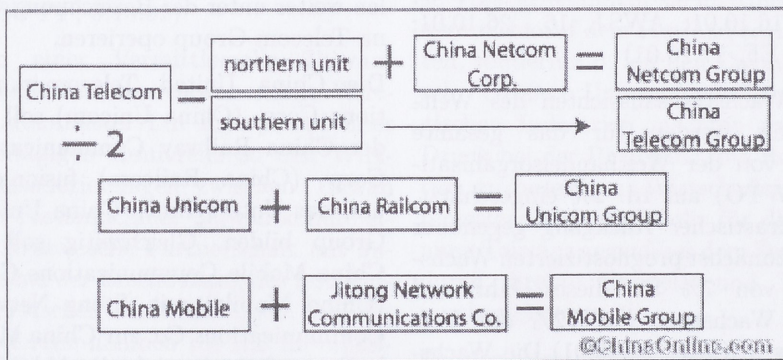 China Telecom
÷ 2
=
northern unit
southern unit
+
China Netcom
Corp.
=
China
Netcom Group
China
Telecom Group
China Unicom
+
China Railcom
=
China
Unicom Group
China Mobile
+
Jitong Network
Communications Co.
=
China
Mobile Group
©ChinaOnline.com